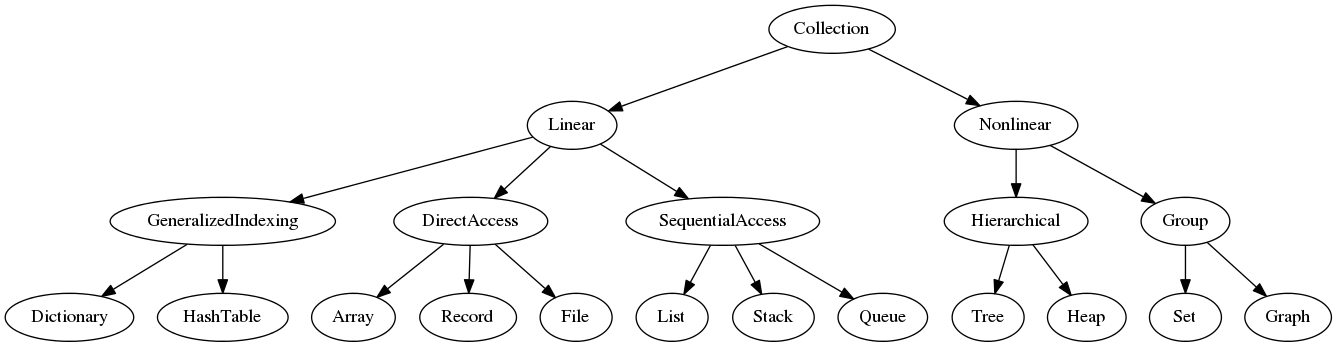 Collection
Linear
Nonlinear
GeneralizedIndexing
DirectAccess
SequentialAccess
Hierarchical
Group
Dictionary
HashTable
Array
Record
File
List
Stack
Queue
Tree
Heap
Set
Graph